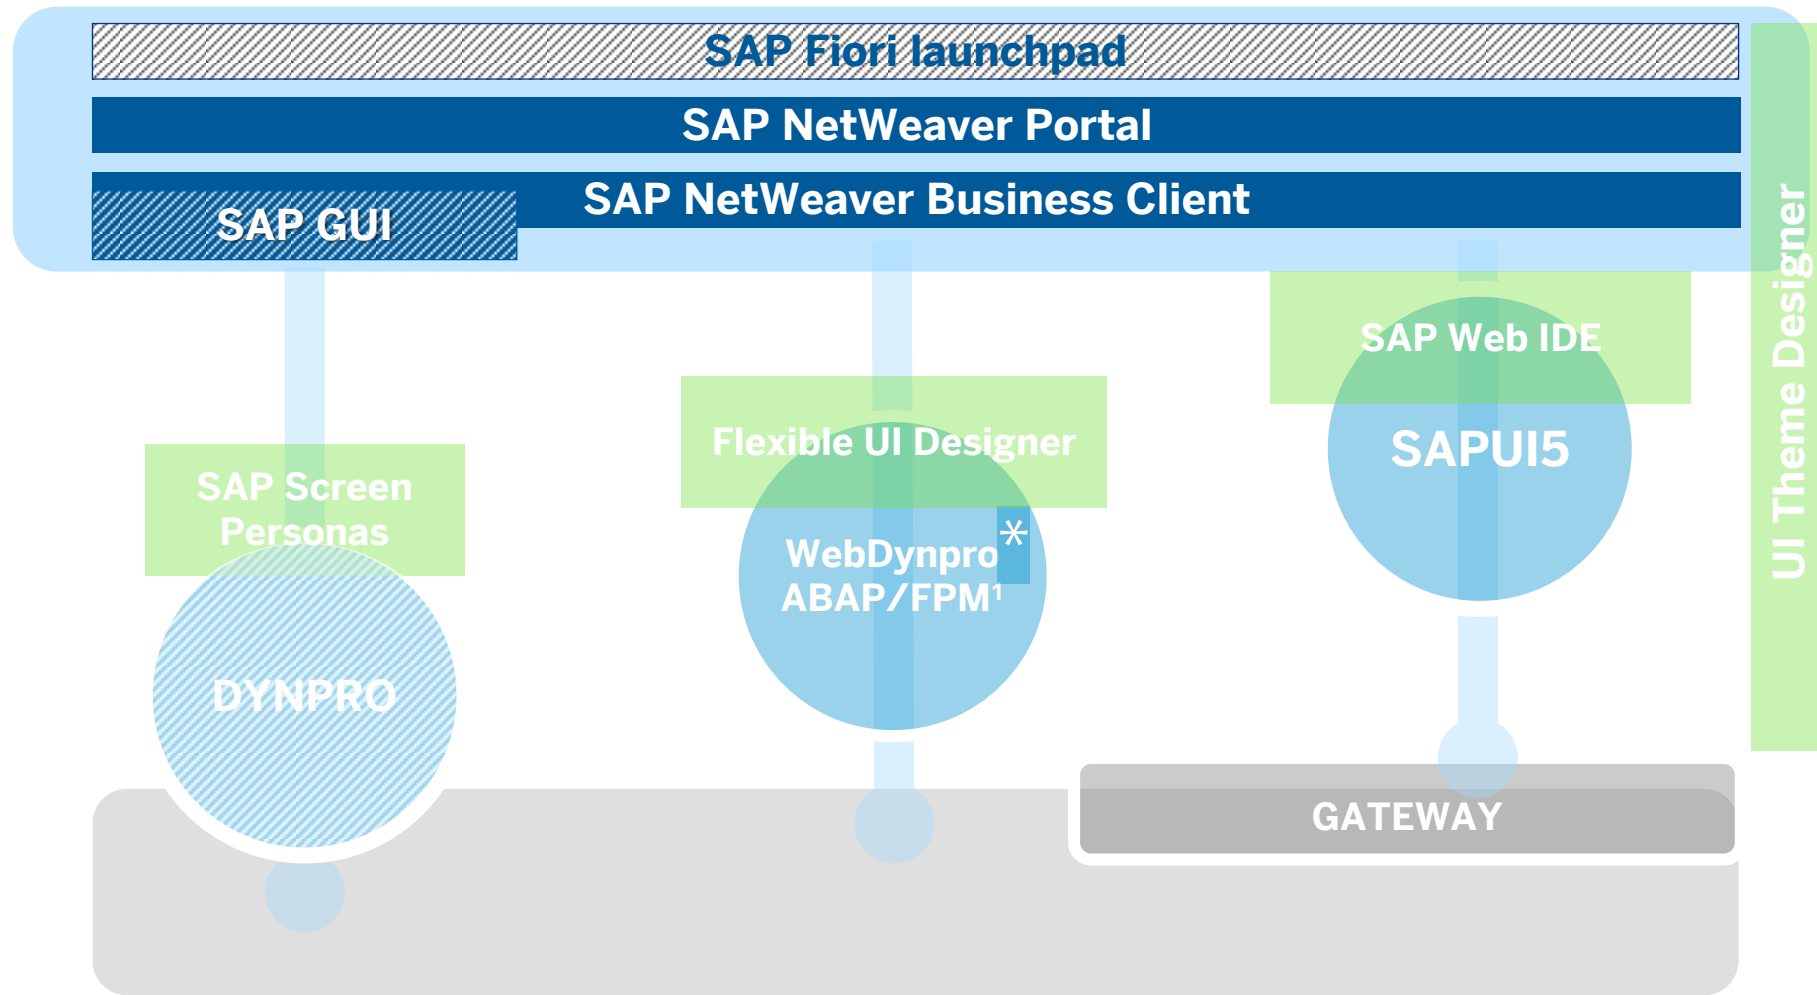 SAP Fiori launchpad
SAP NetWeaver Portal
SAP NetWeaver Business Client
SAP GUI
UI Theme Designer
SAP Web IDE
SAPUI5
Flexible UI Designer
WebDynpro*
ABAP/FPM¹
SAP Screen
Personas
DYNPRO
GATEWAY